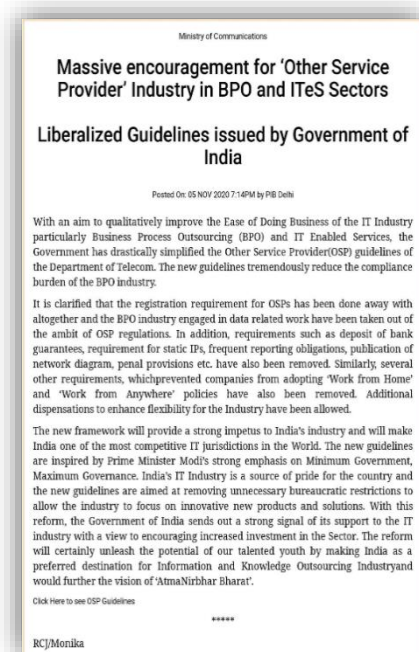 Ministry of Communications
Massive encouragement for ‘Other Service
Provider’ Industry in BPO and ITeS Sectors
Liberalized Guidelines issued by Government of
India
Posted On: 05 NOV 2020 7:14PM by PIB Delhi
With an aim to qualitatively improve the Ease of Doing Business of the IT Industry
particularly Business Process Outsourcing (BPO) and IT Enabled Services, the
Government has drastically simplified the Other Service Provider(OSP) guidelines of
the Department of Telecom. The new guidelines tremendously reduce the compliance
burden of the BPO industry.
It is clarified that the registration requirement for OSPs has been done away with
altogether and the BPO industry engaged in data related work have been taken out of
the ambit of OSP regulations. In addition, requirements such as deposit of bank
guarantees, requirement for static IPs, frequent reporting obligations, publication of
network diagram, penal provisions etc. have also been removed. Similarly, several
other requirements, whichprevented companies from adopting ‘Work from Home’
and ‘Work from Anywhere’ policies have also been removed. Additional
dispensations to enhance flexibility for the Industry have been allowed.
The new framework will provide a strong impetus to India’s industry and will make
India one of the most competitive IT jurisdictions in the World. The new guidelines
are inspired by Prime Minister Modi’s strong emphasis on Minimum Government,
Maximum Governance. India’s IT Industry is a source of pride for the country and
the new guidelines are aimed at removing unnecessary bureaucratic restrictions to
allow the industry to focus on innovative new products and solutions. With this
reform, the Government of India sends out a strong signal of its support to the IT
industry with a view to encouraging increased investment in the Sector. The reform
will certainly unleash the potential of our talented youth by making India as a
preferred destination for Information and Knowledge Outsourcing Industryand
would further the vision of ‘AtmaNirbhar Bharat’.
Click Here to see OSP Guidelines
*****
RCJ/Monika